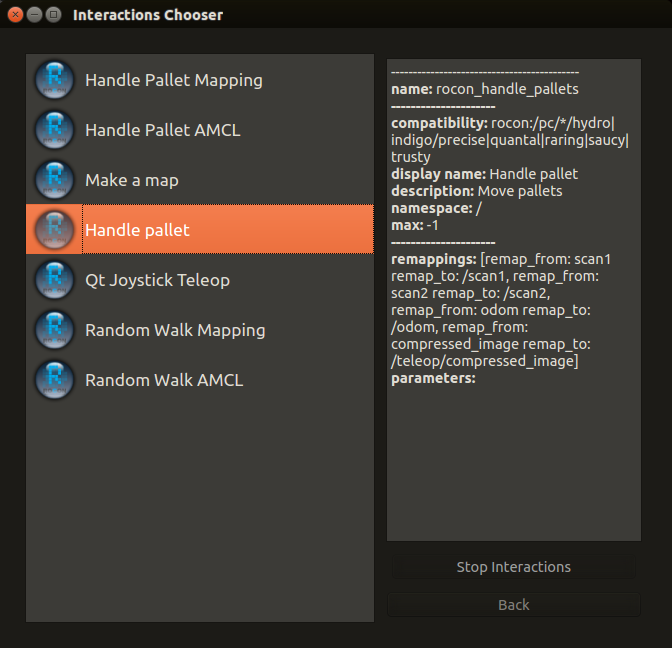 Interactions Chooser
Handle Pallet Mapping
Handle Pallet AMCL
Make a map
Handle pallet
Qt Joystick Teleop
Random Walk Mapping
Random Walk AMCL
-------------------------------------------
name: rocon_handle_pallets
---------------------
compatibility: rocon:/pc/*/hydro|
indigo/precise|quantal|raring|saucy|
trusty
display name: Handle pallet
description: Move pallets
namespace: /
max: -1
---------------------
remappings: [remap_from: scan1
remap_to: /scan1, remap_from:
scan2 remap_to: /scan2,
remap_from: odom remap_to:
/odom, remap_from:
compressed_image remap_to:
/teleop/compressed_image]
parameters:
Stop Interactions
Back